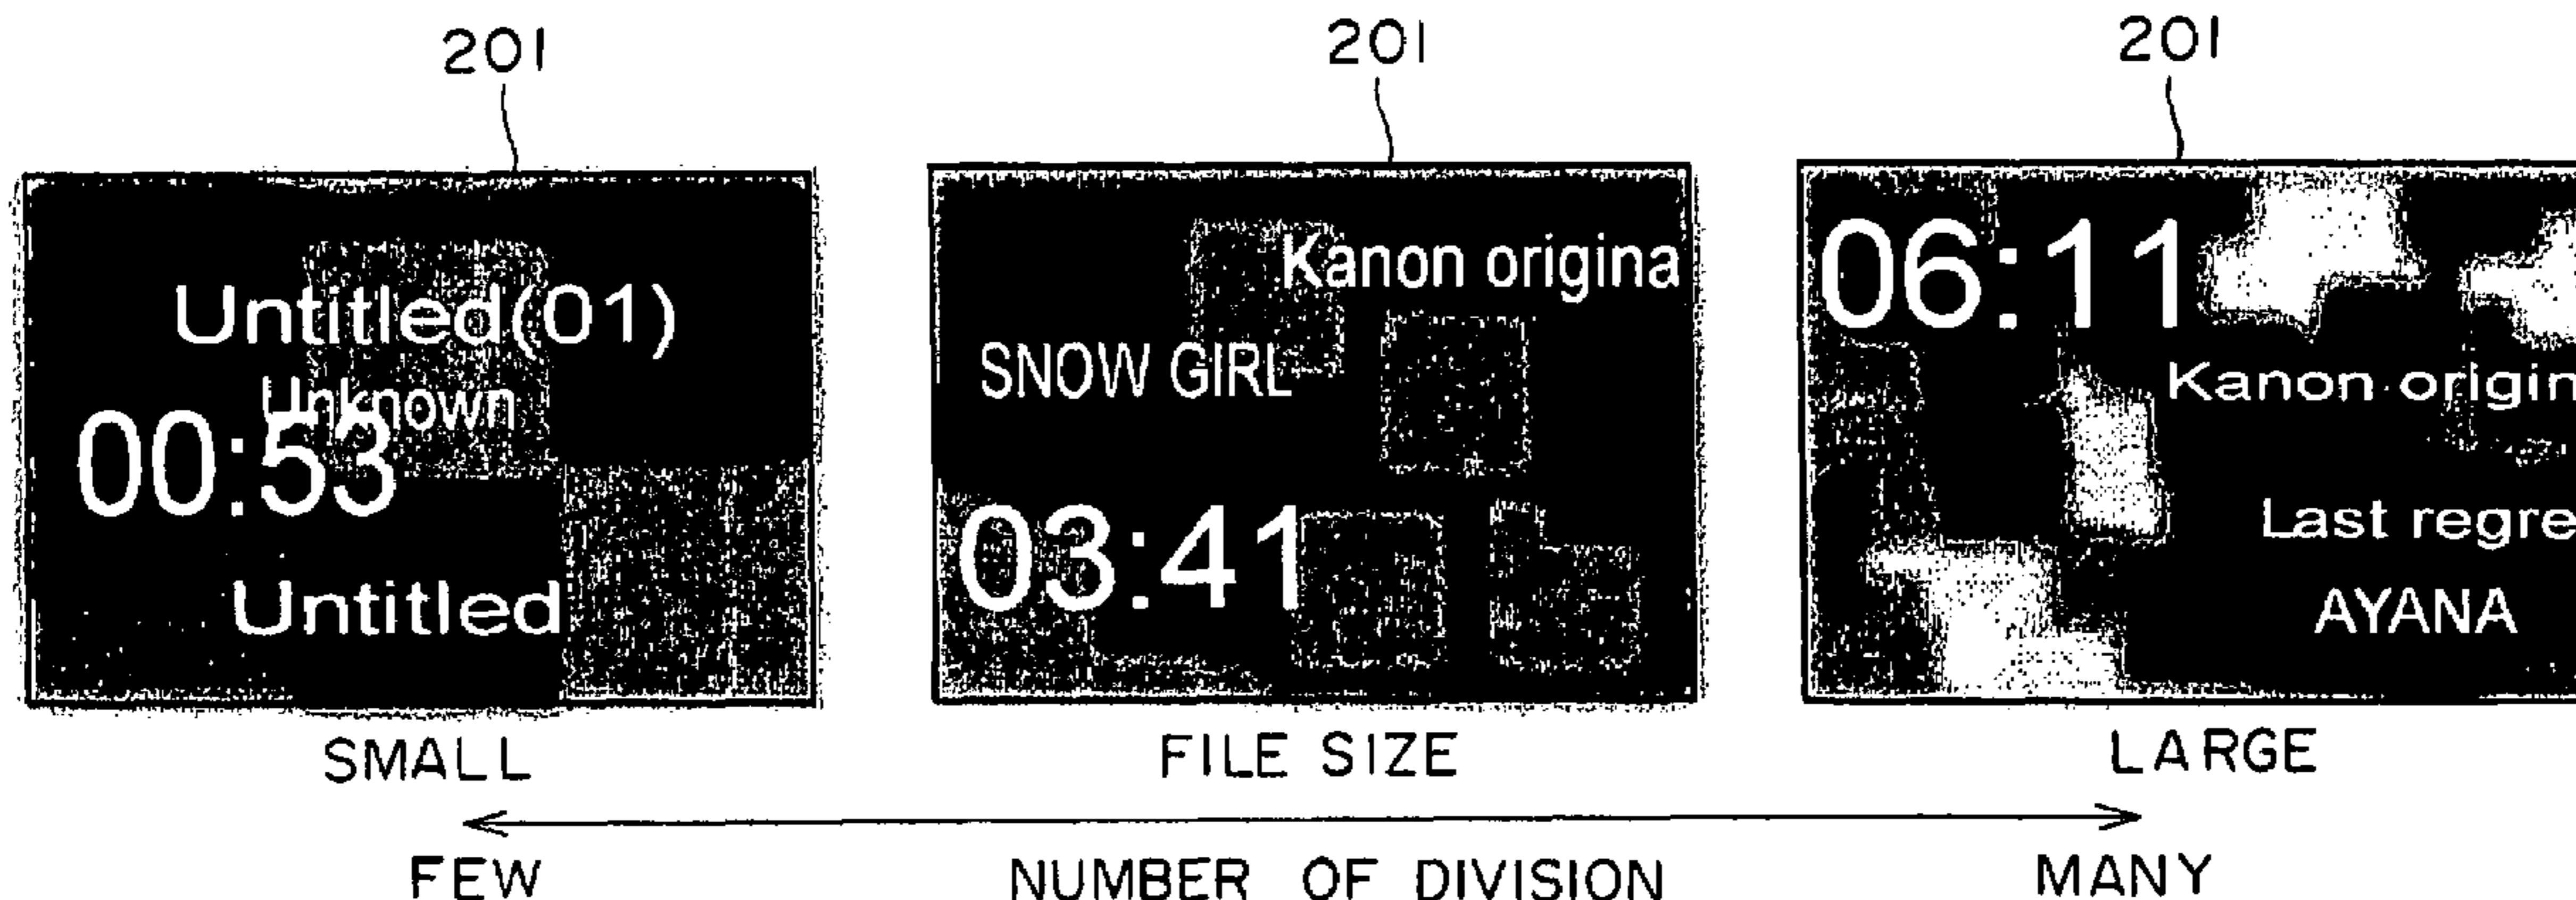 201
201
201
Untitled(01)
Unknown
00:53
Untitled
Kanon origina
SNOW GIRL
03:41
06:11
Kanon origin
Last regre
AYANA
SMALL
FILE SIZE
LARGE
FEW
NUMBER OF DIVISION
MANY